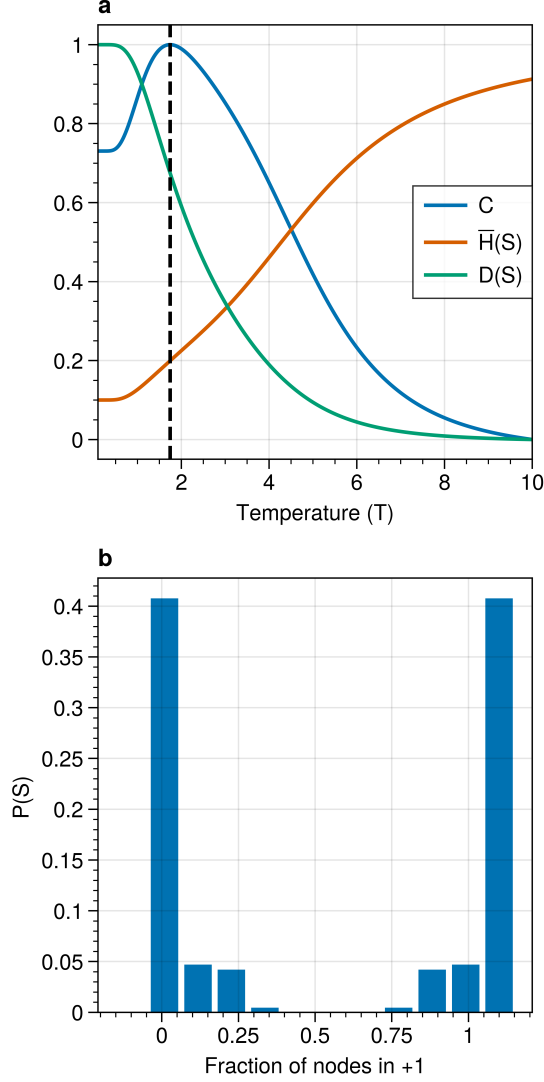 a
1
0.8
0.6
0.4
0.2
0
C
H̅(S)
D(S)
2 4 6 8 10
Temperature (T)
b
0.4
0.35
0.3
0.25
0.2
0.15
0.1
0.05
0
P(S)
0 0.25 0.5 0.75 1
Fraction of nodes in +1